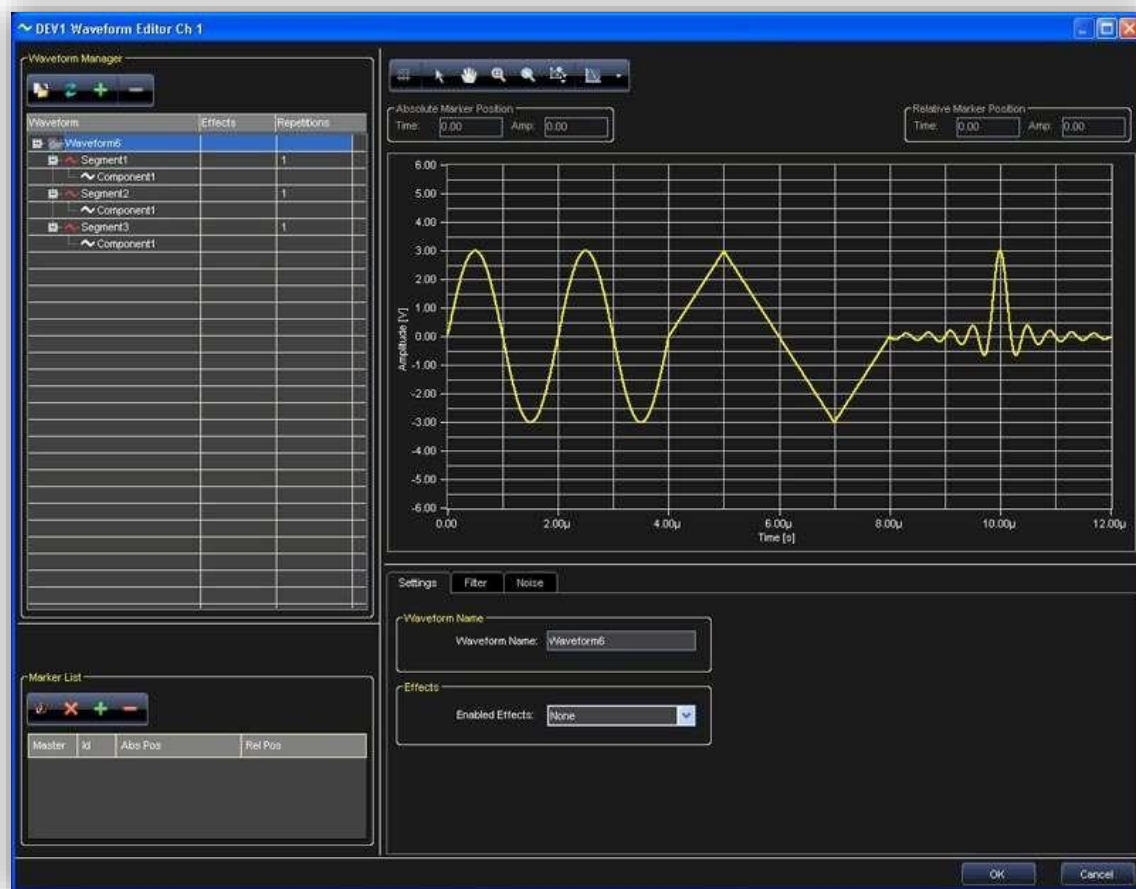 DEV1 Waveform Editor Ch 1
Waveform Manager
Waveform Effects Repetitions
Waveform6
Segment1 1
Component1
Segment2 1
Component1
Segment3 1
Component1
Marker List
Master Id Abs Pos Rel Pos
Absolute Marker Position
Time: 0.00 Amp: 0.00
Relative Marker Position
Time: 0.00 Amp: 0.00
Amplitude [V]
6.00
5.00
4.00
3.00
2.00
1.00
0.00
-1.00
-2.00
-3.00
-4.00
-5.00
-6.00
0.00 2.00µ 4.00µ 6.00µ 8.00µ 10.00µ 12.00µ
Time [s]
Settings Filter Noise
Waveform Name
Waveform Name: Waveform6
Effects
Enabled Effects: None
OK Cancel